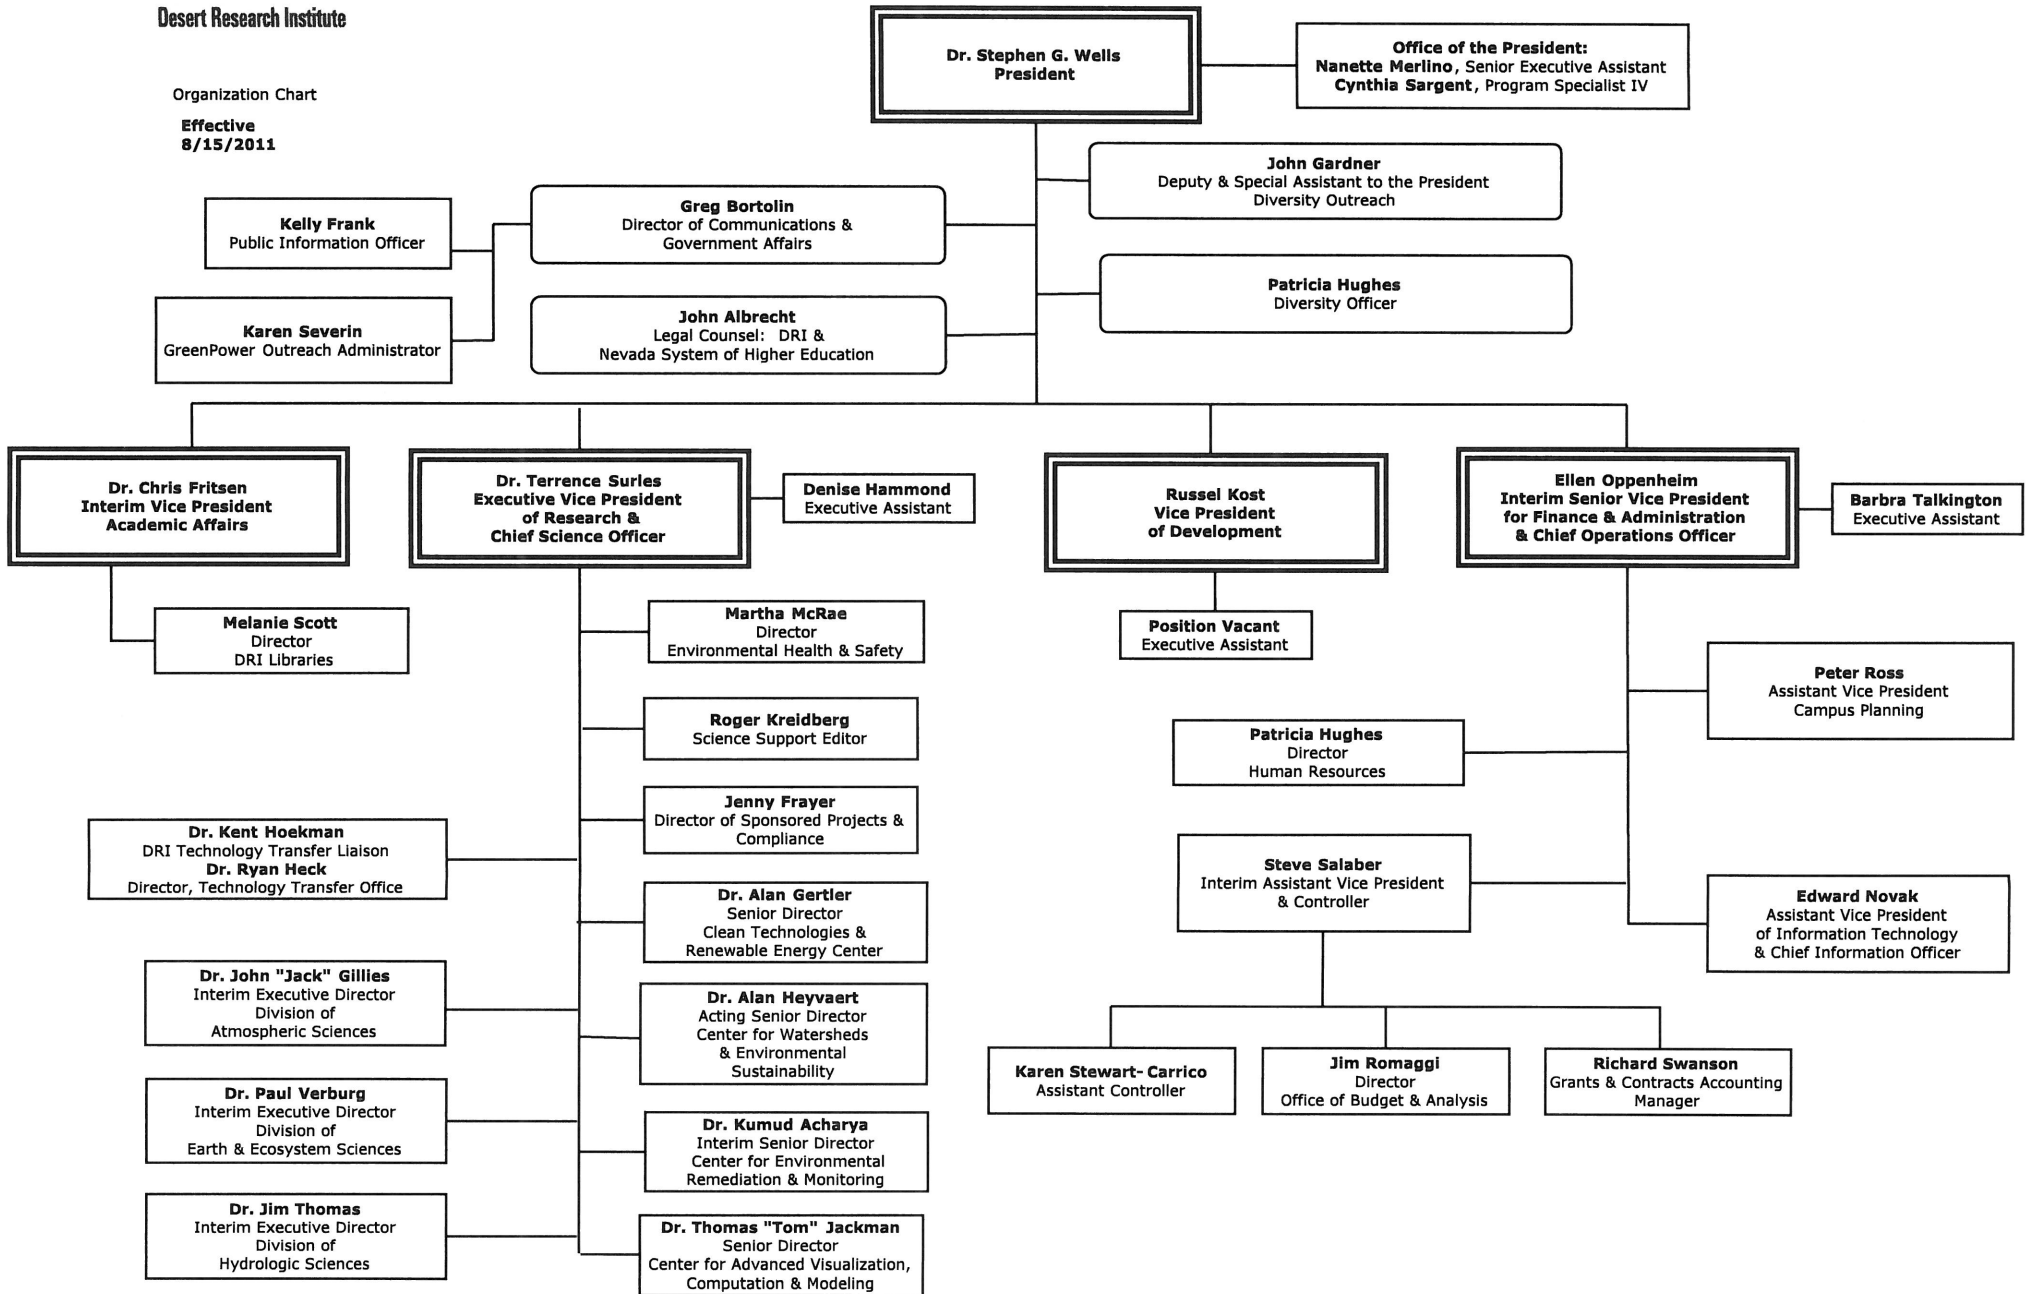 Desert Research Institute
Organization Chart
Effective
8/15/2011
Dr. Stephen G. Wells
President
Office of the President:
Nanette Merlino, Senior Executive Assistant
Cynthia Sargent, Program Specialist IV
John Gardner
Deputy & Special Assistant to the President
Diversity Outreach
Greg Bortolin
Director of Communications &
Government Affairs
Kelly Frank
Public Information Officer
Karen Severin
GreenPower Outreach Administrator
Patricia Hughes
Diversity Officer
John Albrecht
Legal Counsel: DRI &
Nevada System of Higher Education
Dr. Chris Fritsen
Interim Vice President
Academic Affairs
Dr. Terrence Surles
Executive Vice President
of Research &
Chief Science Officer
Denise Hammond
Executive Assistant
Russel Kost
Vice President
of Development
Ellen Oppenheim
Interim Senior Vice President
for Finance & Administration
& Chief Operations Officer
Barbra Talkington
Executive Assistant
Melanie Scott
Director
DRI Libraries
Martha McRae
Director
Environmental Health & Safety
Roger Kreidberg
Science Support Editor
Jenny Frayer
Director of Sponsored Projects &
Compliance
Dr. Kent Hoekman
DRI Technology Transfer Liaison
Dr. Ryan Heck
Director, Technology Transfer Office
Dr. Alan Gertler
Senior Director
Clean Technologies &
Renewable Energy Center
Dr. John "Jack" Gillies
Interim Executive Director
Division of
Atmospheric Sciences
Dr. Alan Heyvaert
Acting Senior Director
Center for Watersheds
& Environmental
Sustainability
Dr. Paul Verburg
Interim Executive Director
Division of
Earth & Ecosystem Sciences
Dr. Kumud Acharya
Interim Senior Director
Center for Environmental
Remediation & Monitoring
Dr. Jim Thomas
Interim Executive Director
Division of
Hydrologic Sciences
Dr. Thomas "Tom" Jackman
Senior Director
Center for Advanced Visualization,
Computation & Modeling
Position Vacant
Executive Assistant
Peter Ross
Assistant Vice President
Campus Planning
Patricia Hughes
Director
Human Resources
Steve Salaber
Interim Assistant Vice President
& Controller
Edward Novak
Assistant Vice President
of Information Technology
& Chief Information Officer
Karen Stewart-Carrico
Assistant Controller
Jim Romaggi
Director
Office of Budget & Analysis
Richard Swanson
Grants & Contracts Accounting
Manager